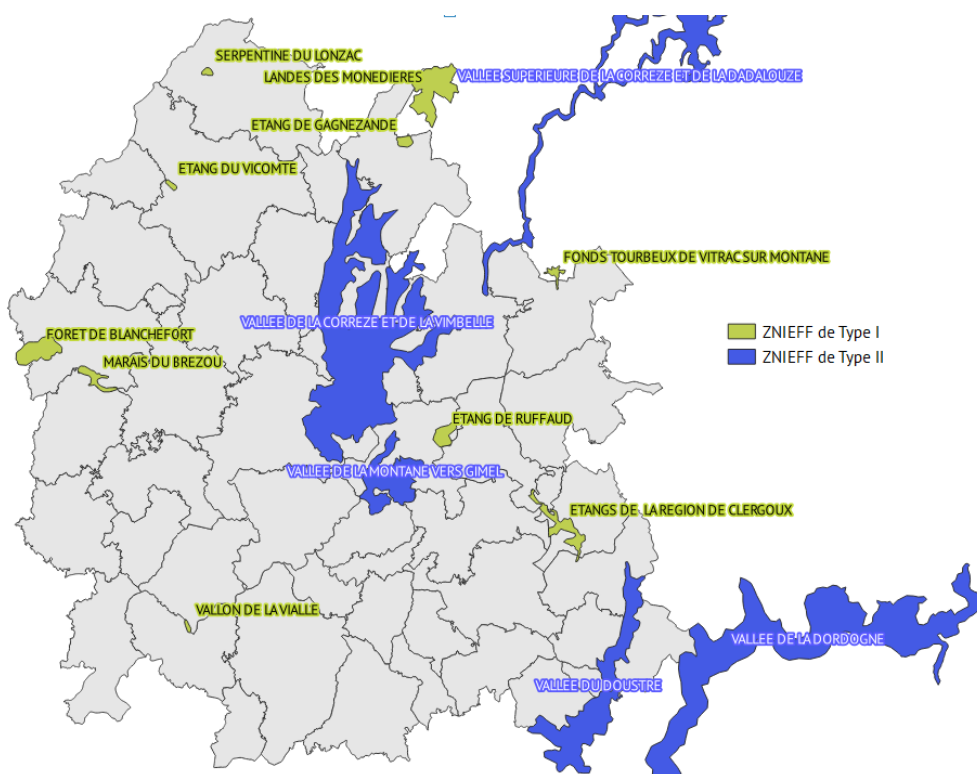 SERPENTINE DU LONZAC
LANDES DES MONEDIERES
VALLEE SUPERIEURE DE LA CORREZE ET DE LA DADALOUZE
ETANG DE GAGNEZANDE
ETANG DU VICOMTE
FONDS TOURBEUX DE VITRAC SUR MONTANE
VALLEE DE LA CORREZE ET DE LA VIMBELLE
FORET DE BLANCHEFORT
MARAIS DU BREZOU
ZNIEFF de Type I
ZNIEFF de Type II
ETANG DE RUFFAUD
VALLEE DE LA MONTANE VERS GIMEL
ETANGS DE LA REGION DE CLERGOUX
VALLON DE LA VIALLE
VALLEE DE LA DORDOGNE
VALLEE DU DOUSTRE